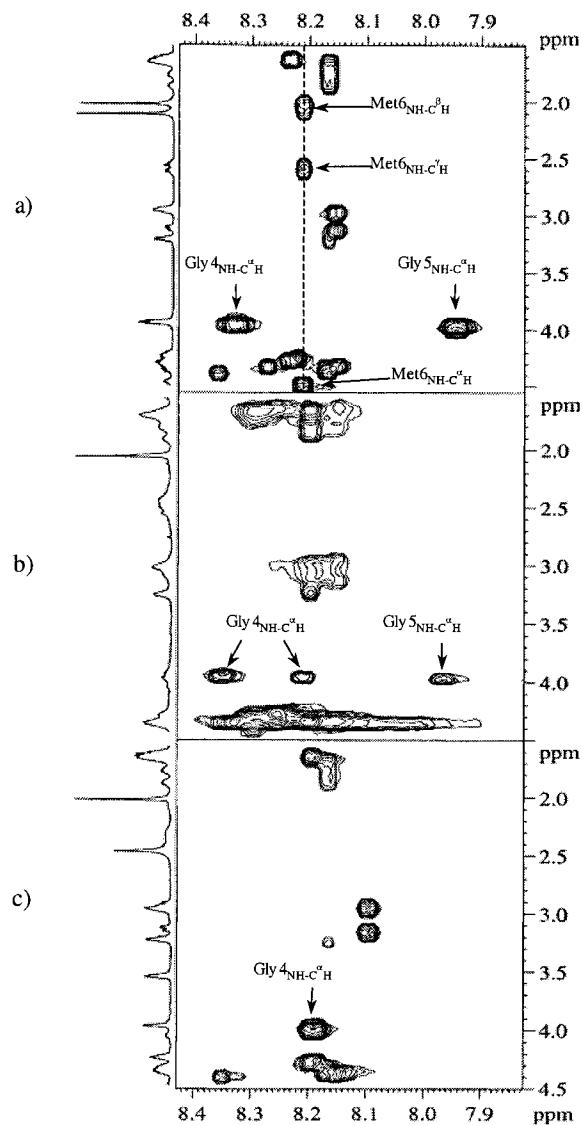 8.4 8.3 8.2 8.1 8.0 7.9 ppm
a)
2.0
2.5
3.0
3.5
4.0
Met6NH-CβH
Met6NH-CγH
Gly 4NH-CαH
Gly 5NH-CαH
Met6NH-CαH
b)
ppm
2.0
2.5
3.0
3.5
4.0
Gly 4NH-CαH
Gly 5NH-CαH
c)
ppm
2.0
2.5
3.0
3.5
4.0
4.5
Gly 4NH-CαH
8.4 8.3 8.2 8.1 8.0 7.9 ppm